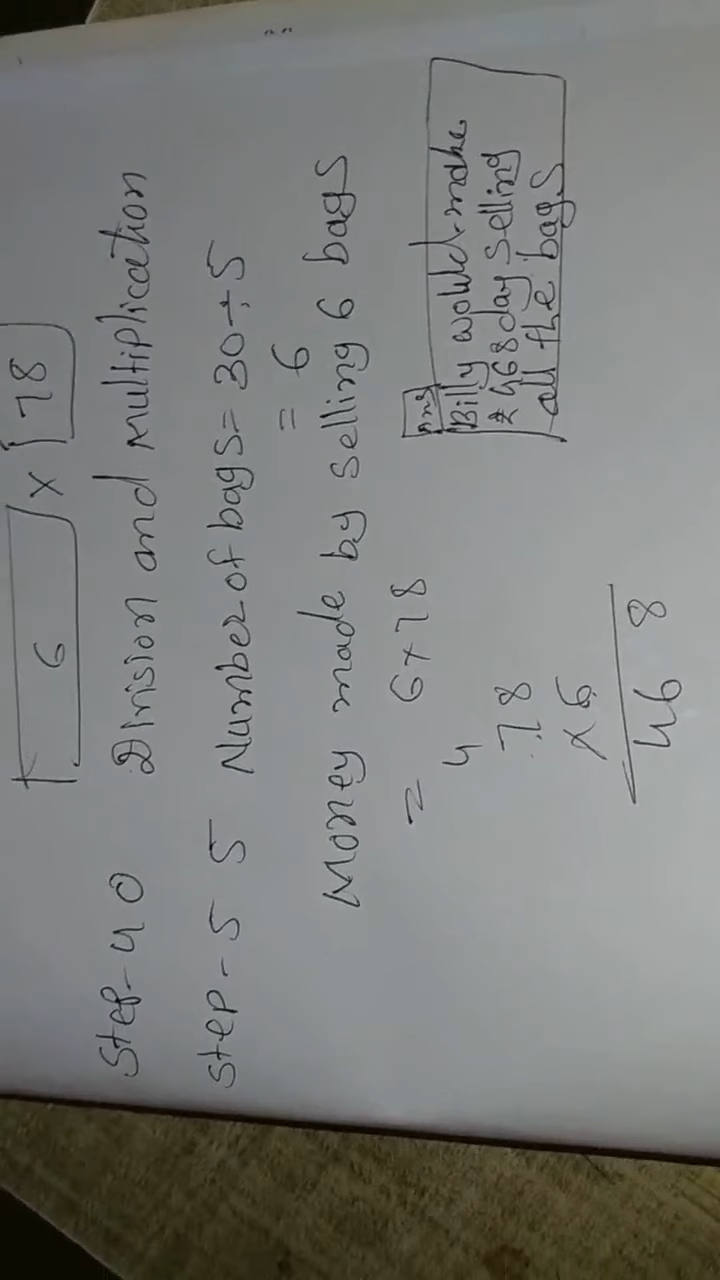 6 × 78
Step-4 O Division and Multiplication
Step-5 S Number of bags = 30 ÷ 5
= 6
Money made by selling 6 bags
= 6 × 78
4
78
× 6
468
Ans
Billy would make
₹ 468 day selling
all the bags